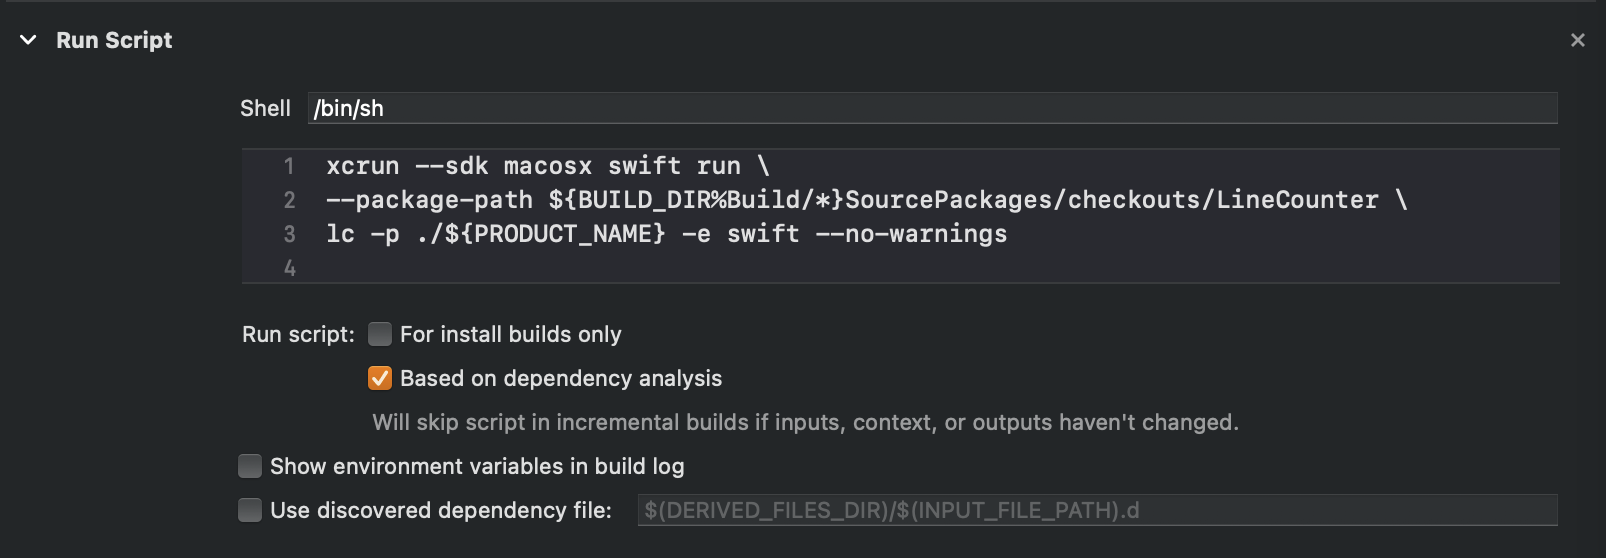 Run Script
Shell /bin/sh
1 xcrun --sdk macosx swift run \
2 --package-path ${BUILD_DIR%Build/*}SourcePackages/checkouts/LineCounter \
3 lc -p ./${PRODUCT_NAME} -e swift --no-warnings
4
Run script: For install builds only
Based on dependency analysis
Will skip script in incremental builds if inputs, context, or outputs haven't changed.
Show environment variables in build log
Use discovered dependency file: $(DERIVED_FILES_DIR)/$(INPUT_FILE_PATH).d